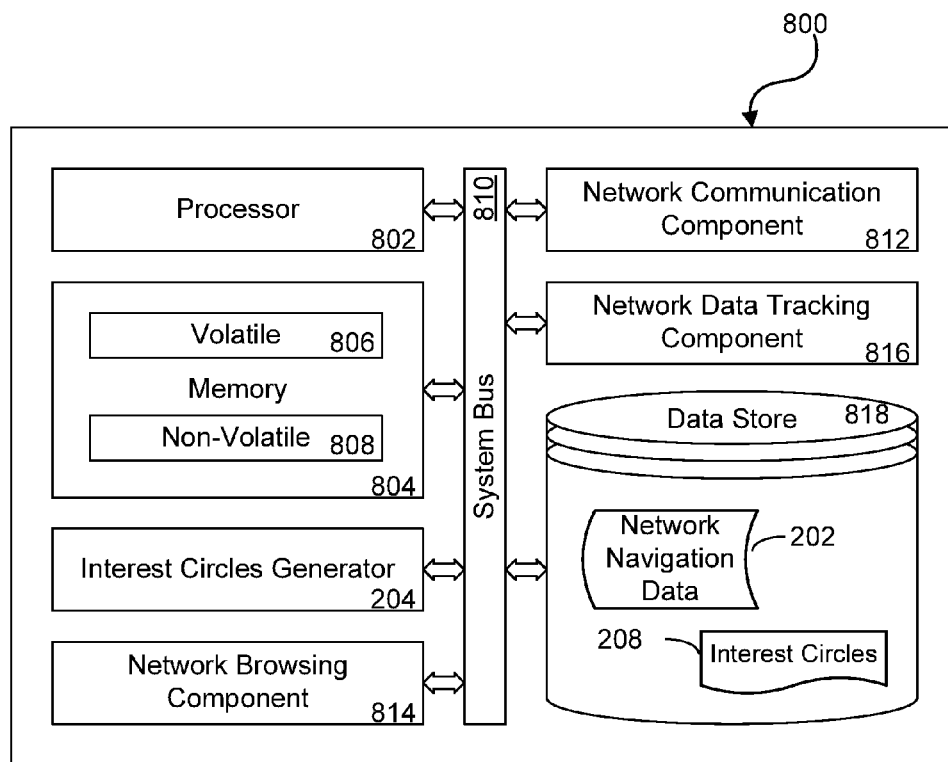 800
Processor
802
Volatile
806
Memory
Non-Volatile
808
804
Interest Circles Generator
204
Network Browsing
Component
814
System Bus
810
Network Communication
Component
812
Network Data Tracking
Component
816
Data Store
818
Network
Navigation
Data
202
208
Interest Circles